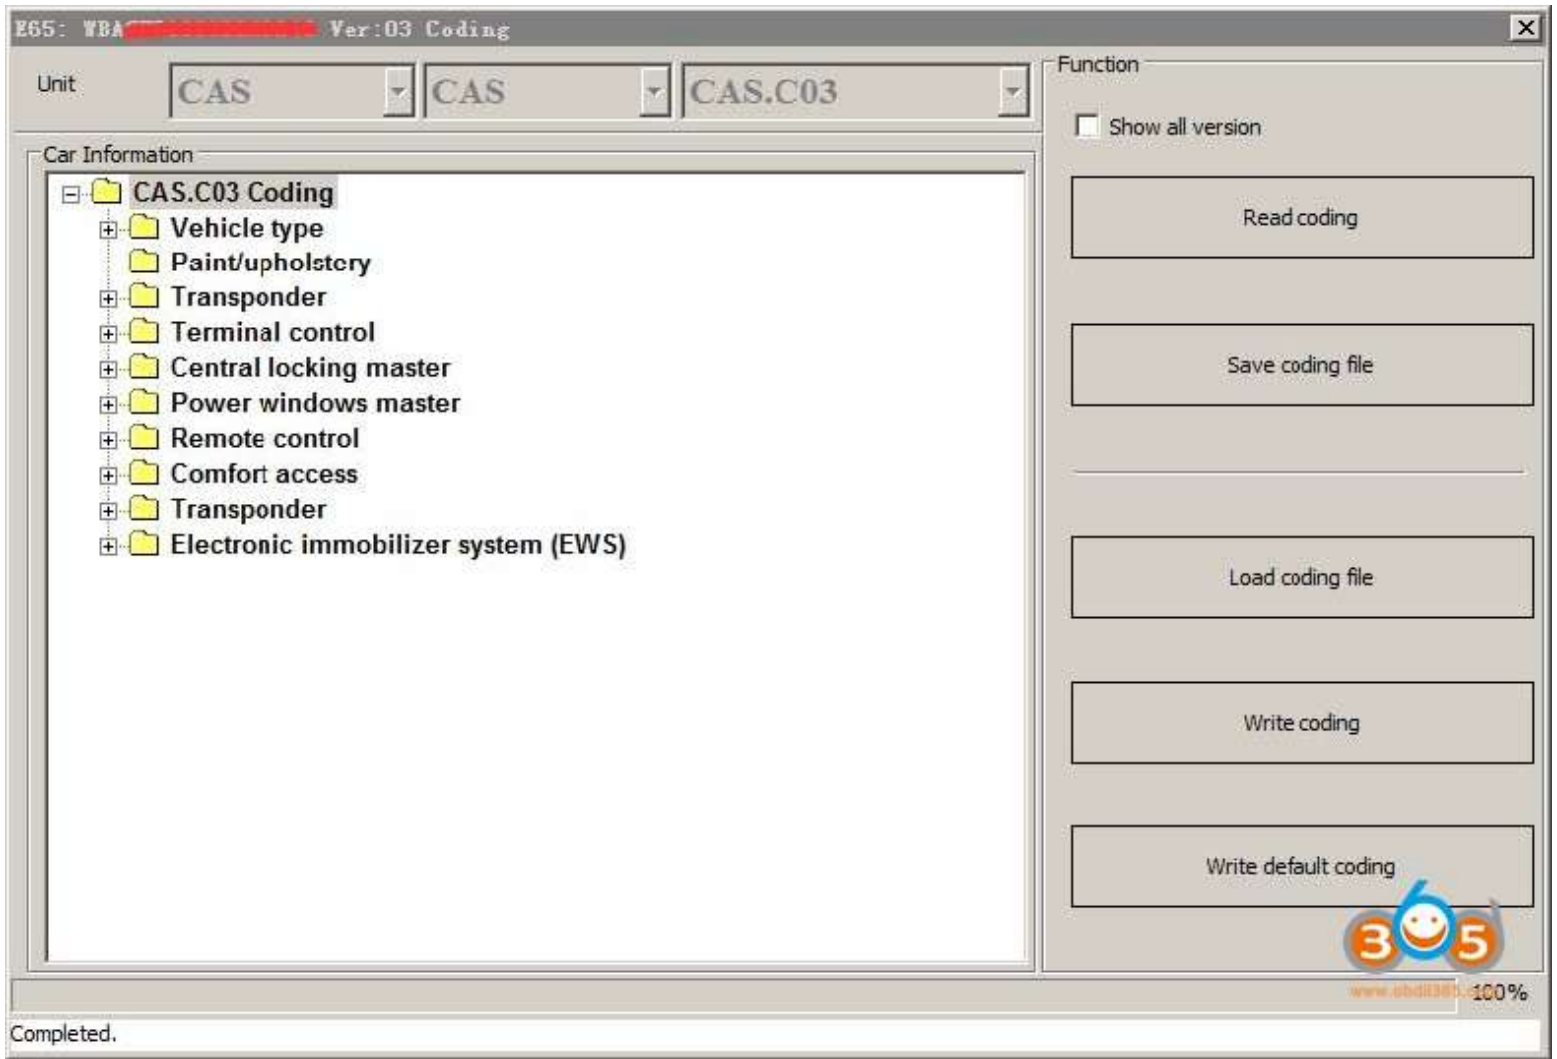 E65: WBA Ver:03 Coding
Unit
CAS
CAS
CAS.C03
Car Information
CAS.C03 Coding
Vehicle type
Paint/upholstery
Transponder
Terminal control
Central locking master
Power windows master
Remote control
Comfort access
Transponder
Electronic immobilizer system (EWS)
Function
Show all version
Read coding
Save coding file
Load coding file
Write coding
Write default coding
365
100%
Completed.